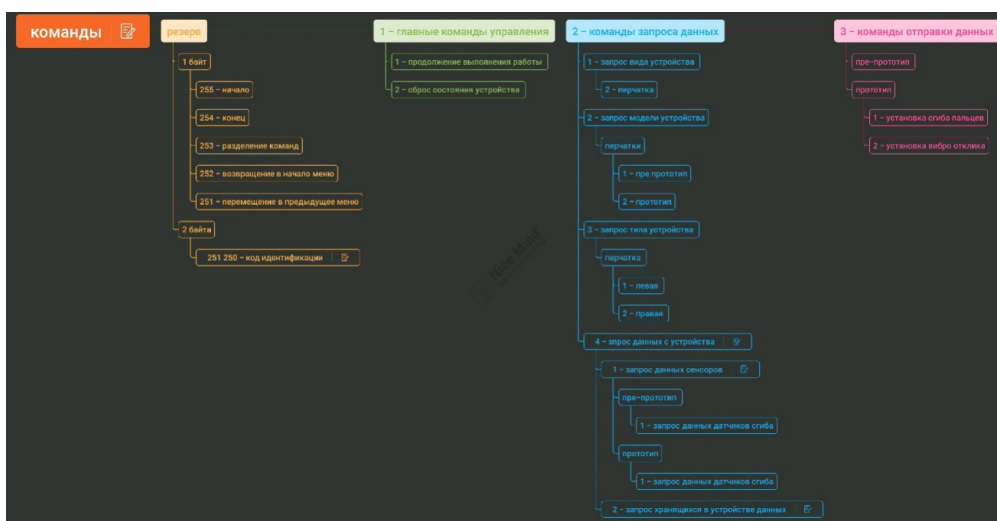 команды
резерв
1 байт
255 - начало
254 - конец
253 - разделение команд
252 - возвращение в начало меню
251 - перемещение в предыдущее меню
2 байта
251 250 - код идентификации
1 - главные команды управления
1 - продолжение выполнения работы
2 - сброс состояния устройства
2 - команды запроса данных
1 - запрос вида устройства
2 - перчатка
2 - запрос модели устройства
перчатки
1 - пре прототип
2 - прототип
3 - запрос типа устройства
перчатка
1 - левая
2 - правая
4 - зпрос данных с устройства
1 - запрос данных сенсоров
пре-прототип
1 - запрос данных датчиков сгиба
прототип
1 - запрос данных датчиков сгиба
2 - запрос хранящихся в устройстве данных
3 - команды отправки данных
пре-прототип
прототип
1 - установка сгиба пальцев
2 - установка вибро отклика
Nice Mind